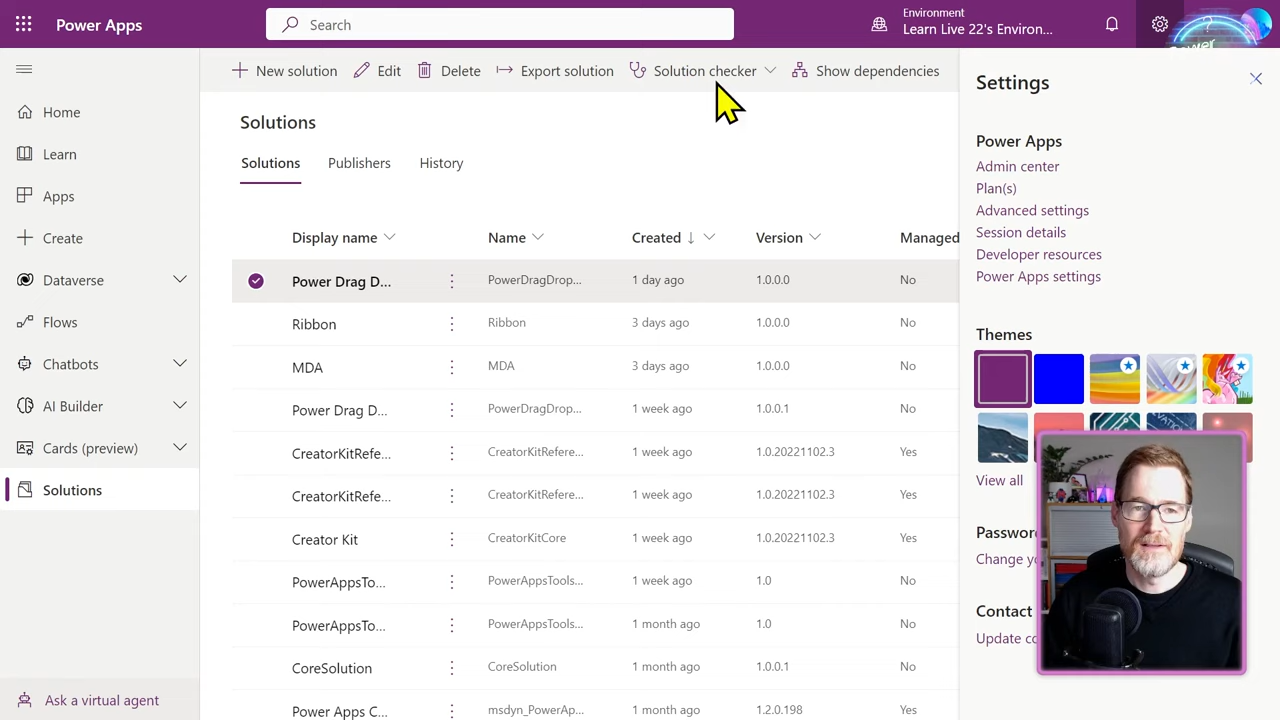 Power Apps
Search
Environment
Learn Live 22's Environ...
Power
New solution
Edit
Delete
Export solution
Solution checker
Show dependencies
Settings
Home
Learn
Apps
Create
Dataverse
Flows
Chatbots
AI Builder
Cards (preview)
Solutions
Ask a virtual agent
Solutions
Solutions Publishers History
Display name Name Created Version Managed
Power Drag D... PowerDragDrop... 1 day ago 1.0.0.0 No
Ribbon Ribbon 3 days ago 1.0.0.0 No
MDA MDA 3 days ago 1.0.0.0 No
Power Drag D... PowerDragDrop... 1 week ago 1.0.0.1 No
CreatorKitRefe... CreatorKitRefere... 1 week ago 1.0.20221102.3 Yes
CreatorKitRefe... CreatorKitRefere... 1 week ago 1.0.20221102.3 Yes
Creator Kit CreatorKitCore 1 week ago 1.0.20221102.3 Yes
PowerAppsTo... PowerAppsTools... 1 week ago 1.0 No
PowerAppsTo... PowerAppsTools... 1 month ago 1.0 No
CoreSolution CoreSolution 1 month ago 1.0.0.1 No
Power Apps C... msdyn_PowerAp... 1 month ago 1.2.0.198 Yes
Power Apps
Admin center
Plan(s)
Advanced settings
Session details
Developer resources
Power Apps settings
Themes
View all
Password
Change
Contact
Update